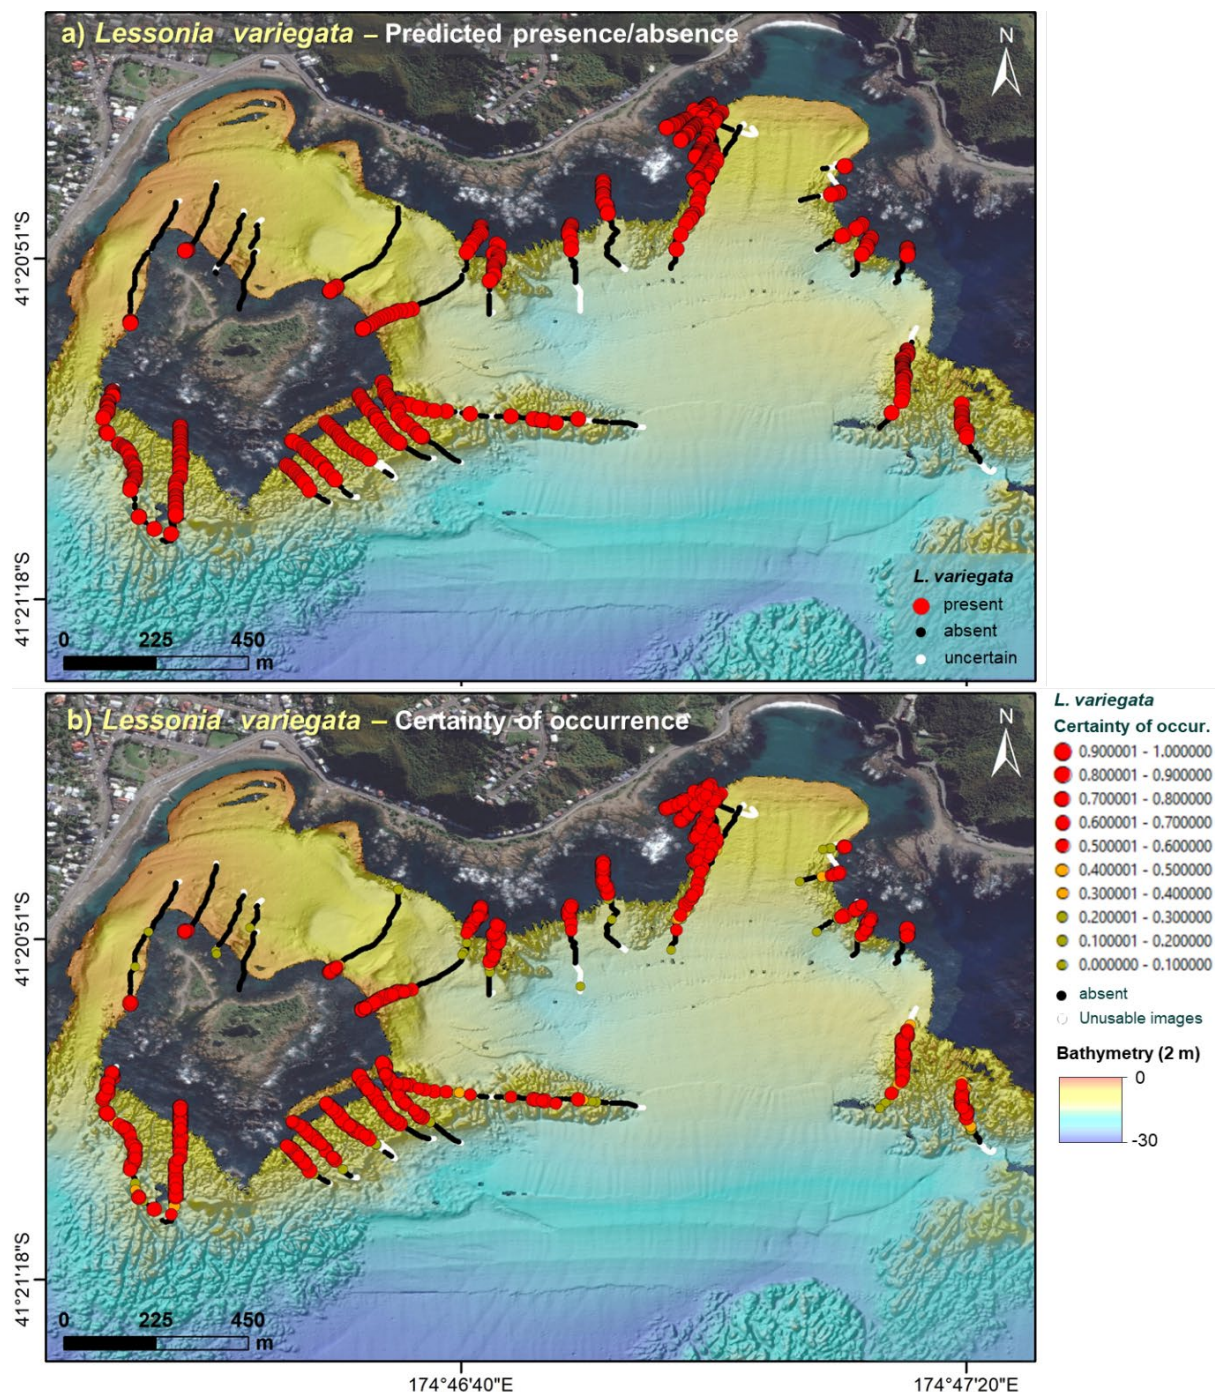 a) Lessonia variegata – Predicted presence/absence
N
41°20'51"S
41°21'18"S
L. variegata
present
absent
uncertain
0 225 450
m
b) Lessonia variegata – Certainty of occurrence
N
41°20'51"S
41°21'18"S
0 225 450
m
174°46'40"E
174°47'20"E
L. variegata
Certainty of occur.
0.900001 - 1.000000
0.800001 - 0.900000
0.700001 - 0.800000
0.600001 - 0.700000
0.500001 - 0.600000
0.400001 - 0.500000
0.300001 - 0.400000
0.200001 - 0.300000
0.100001 - 0.200000
0.000000 - 0.100000
absent
Unusable images
Bathymetry (2 m)
0
-30